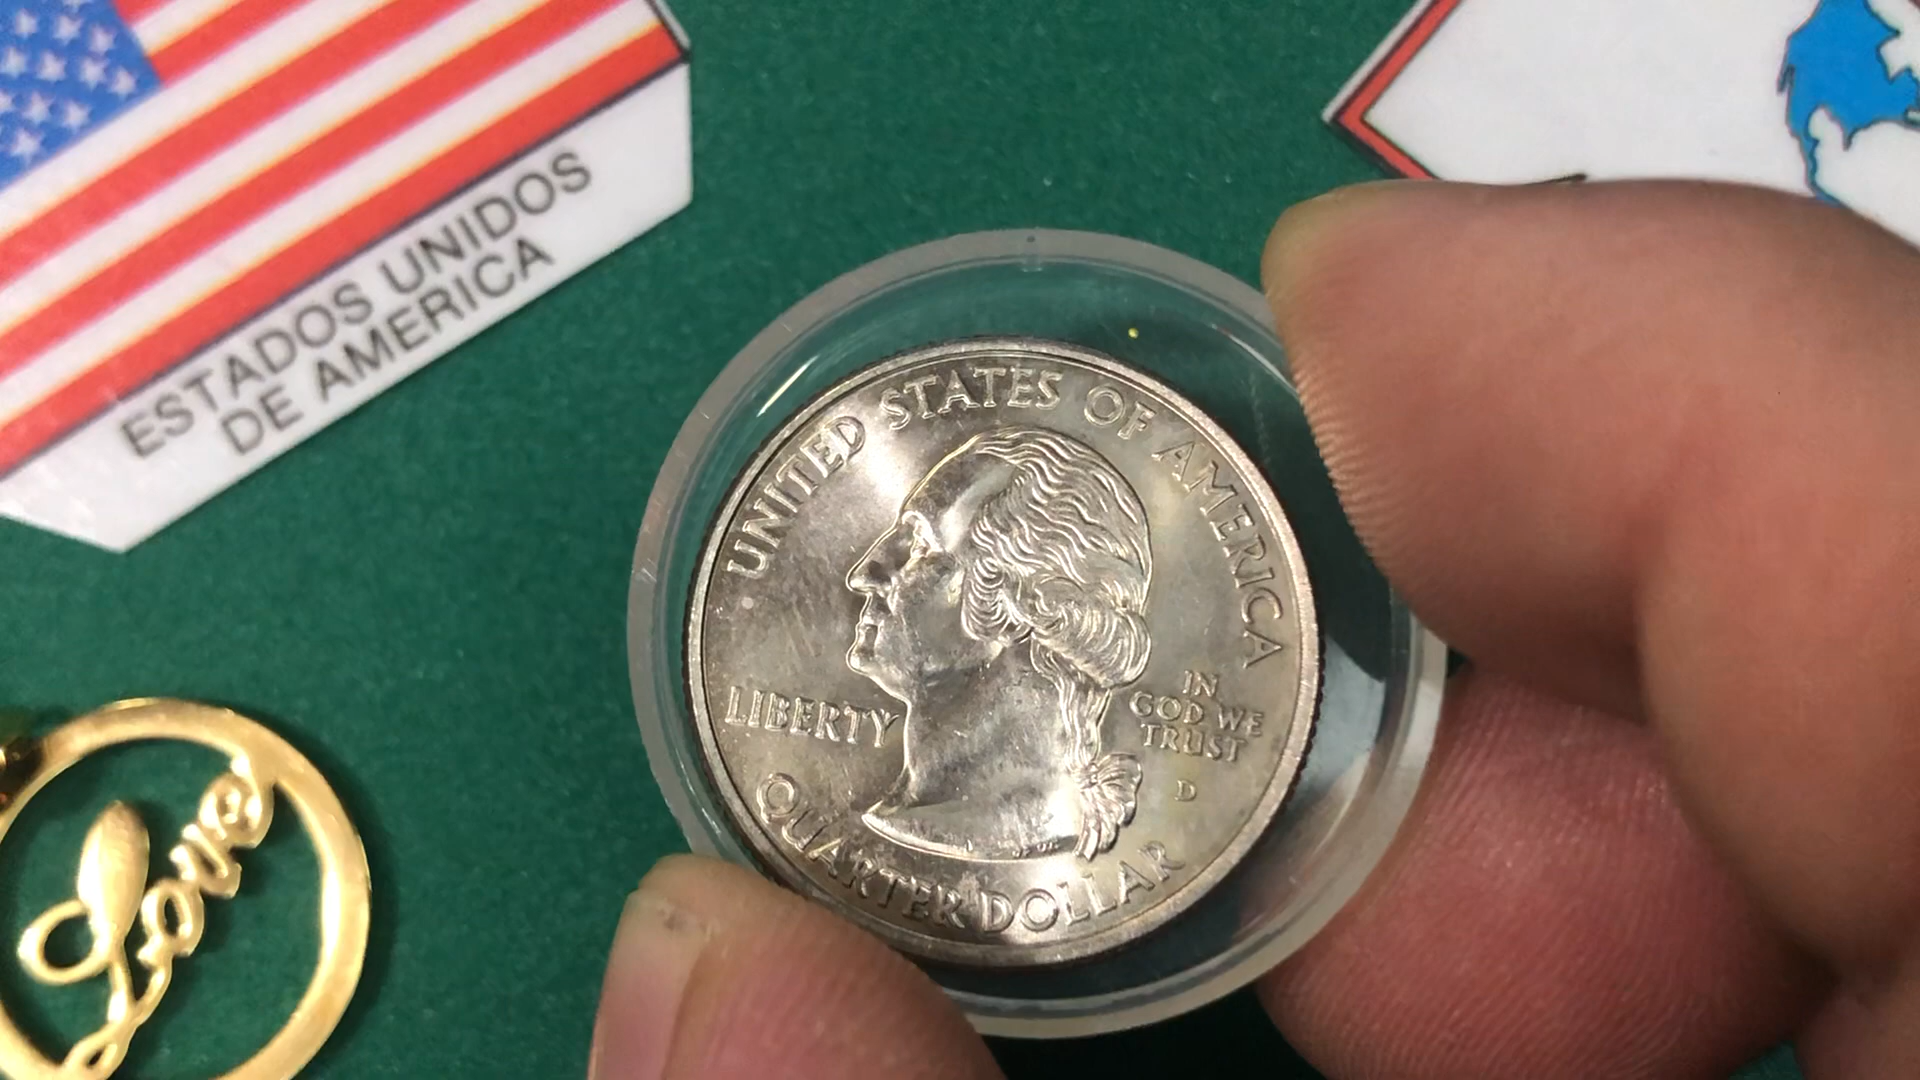 ESTADOS UNIDOS
DE AMERICA
UNITED STATES OF AMERICA
LIBERTY
IN
GOD WE
TRUST
D
QUARTER DOLLAR
Love